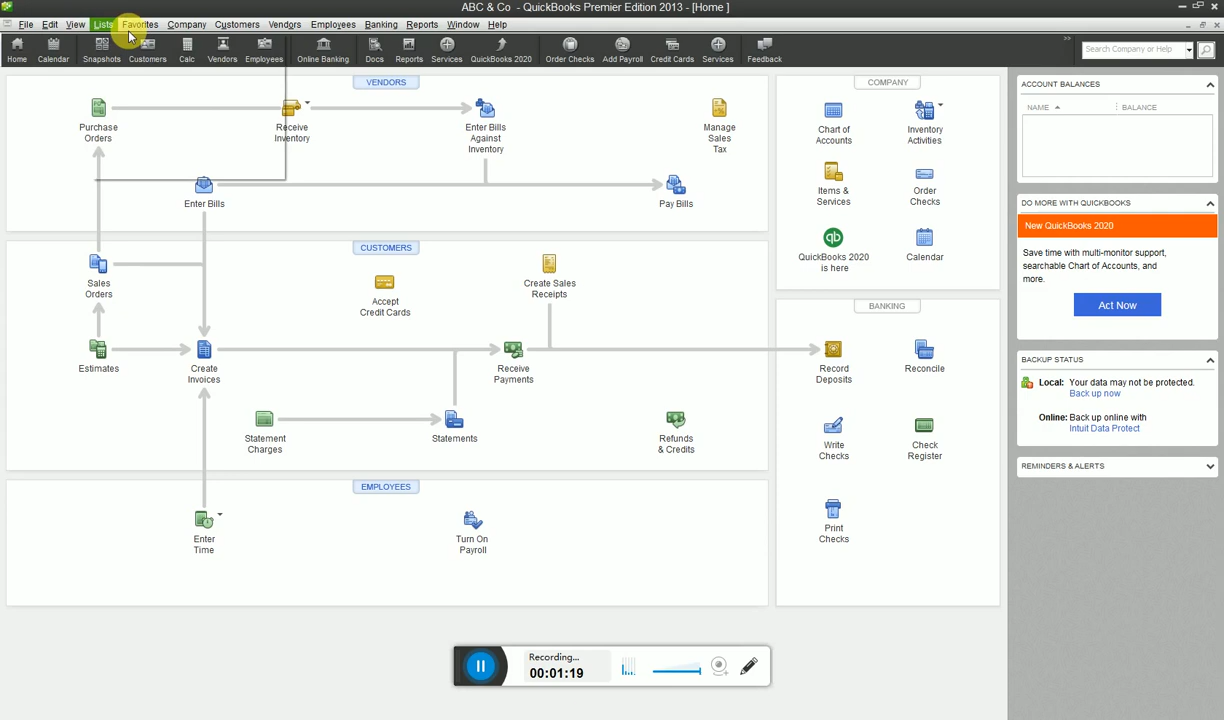 ABC & Co - QuickBooks Premier Edition 2013 - [Home ]
File Edit View Lists Favorites Company Customers Vendors Employees Banking Reports Window Help
Home Calendar Snapshots Customers Calc Vendors Employees Online Banking Docs Reports Services QuickBooks 2020 Order Checks Add Payroll Credit Cards Services Feedback
Search Company or Help
VENDORS
Purchase
Orders
Receive
Inventory
Enter Bills
Against
Inventory
Manage
Sales
Tax
Enter Bills
Pay Bills
CUSTOMERS
Sales
Orders
Accept
Credit Cards
Create Sales
Receipts
Estimates
Create
Invoices
Receive
Payments
Statement
Charges
Statements
Refunds
& Credits
EMPLOYEES
Enter
Time
Turn On
Payroll
COMPANY
Chart of
Accounts
Inventory
Activities
Items &
Services
Order
Checks
qb
QuickBooks 2020
is here
Calendar
BANKING
Record
Deposits
Reconcile
Write
Checks
Check
Register
Print
Checks
ACCOUNT BALANCES
NAME BALANCE
DO MORE WITH QUICKBOOKS
New QuickBooks 2020
Save time with multi-monitor support,
searchable Chart of Accounts, and
more.
Act Now
BACKUP STATUS
Local: Your data may not be protected.
Back up now
Online: Back up online with
Intuit Data Protect
REMINDERS & ALERTS
Recording...
00:01:19